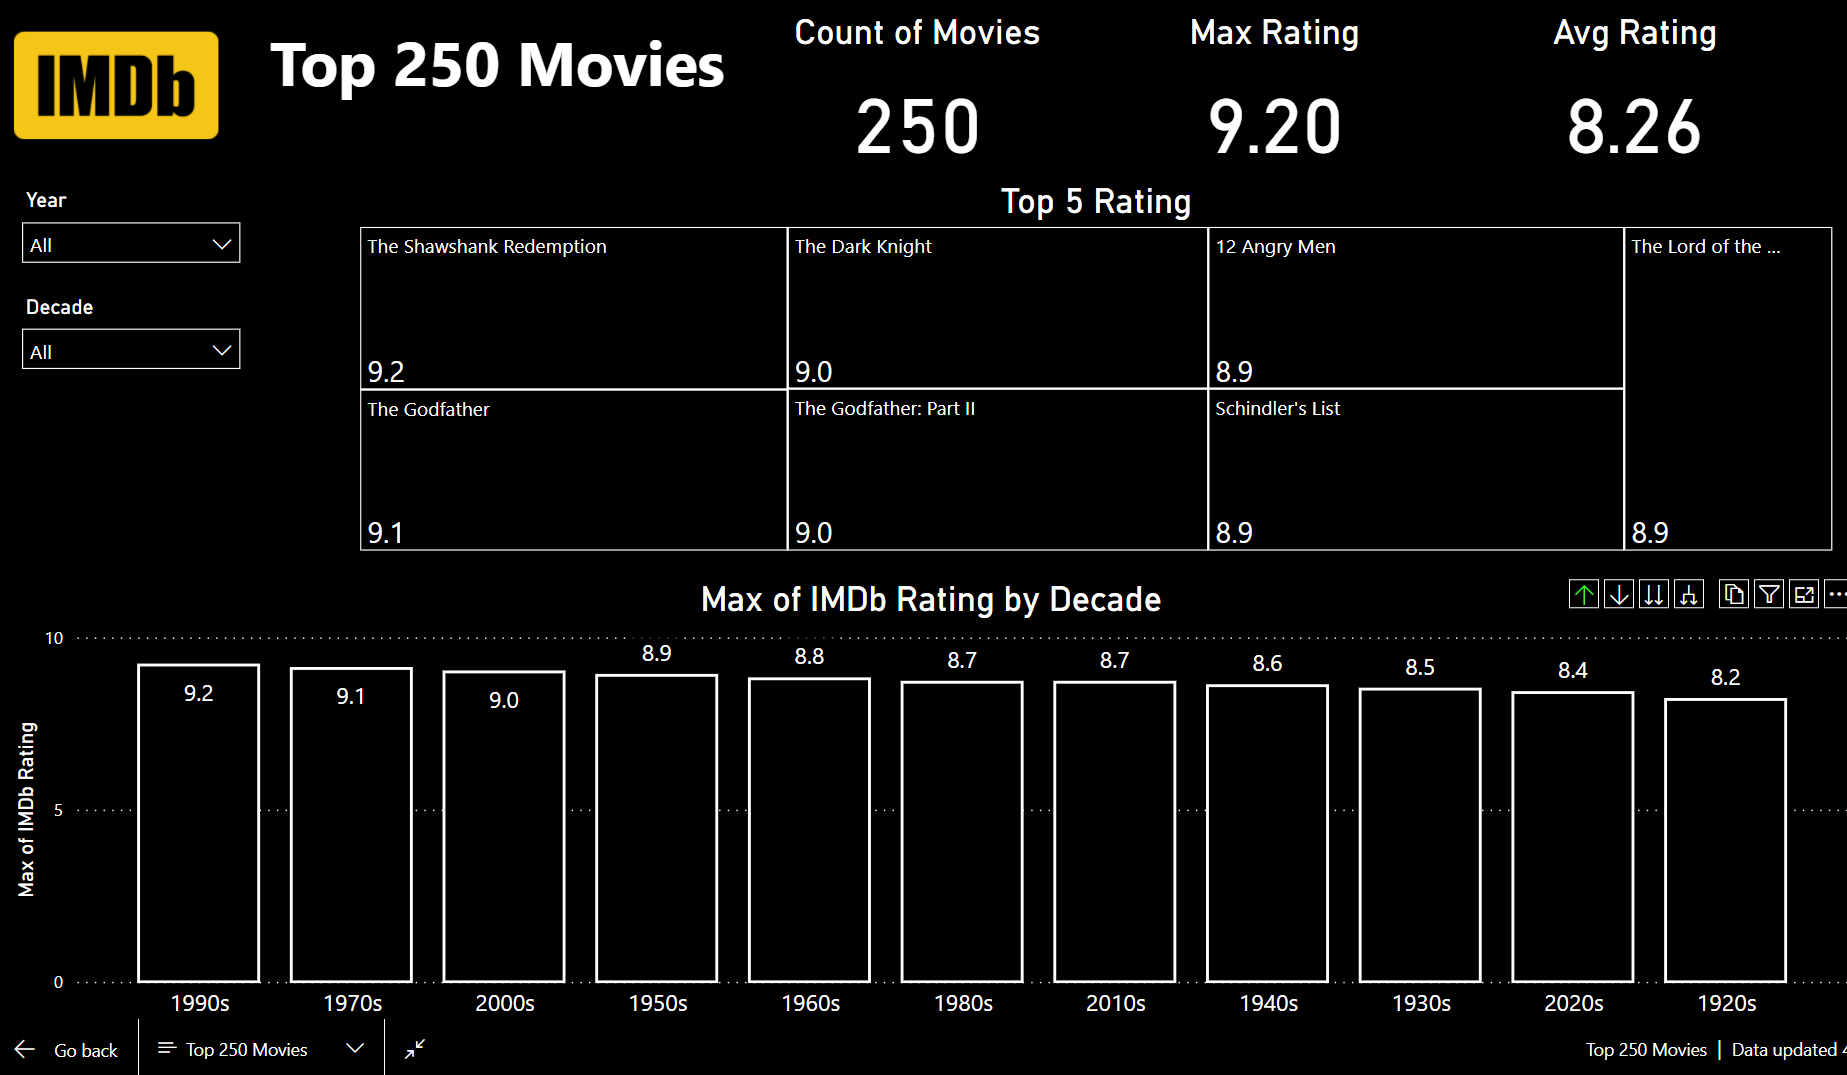 IMDb
Top 250 Movies
Count of Movies
250
Max Rating
9.20
Avg Rating
8.26
Year
All
Decade
All
Top 5 Rating
The Shawshank Redemption
9.2
The Godfather
9.1
The Dark Knight
9.0
The Godfather: Part II
9.0
12 Angry Men
8.9
Schindler's List
8.9
The Lord of the ...
8.9
Max of IMDb Rating by Decade
Max of IMDb Rating
10
5
0
9.2
9.1
9.0
8.9
8.8
8.7
8.7
8.6
8.5
8.4
8.2
1990s
1970s
2000s
1950s
1960s
1980s
2010s
1940s
1930s
2020s
1920s
Go back
Top 250 Movies
Top 250 Movies | Data updated